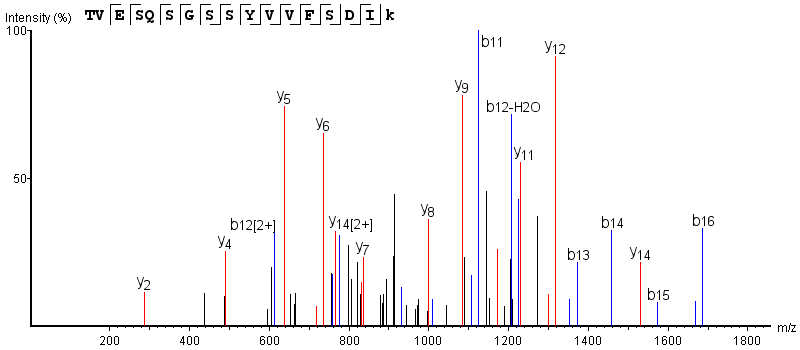 Intensity (%) TVESQSGSSYVVFSDIk
100
b11
y12
y9
y5
b12-H2O
y6
y11
50
y8
b12[2+] y14[2+] b14 b16
y4 y7
b13 y14
y2
b15
200 400 600 800 1000 1200 1400 1600 1800 m/z